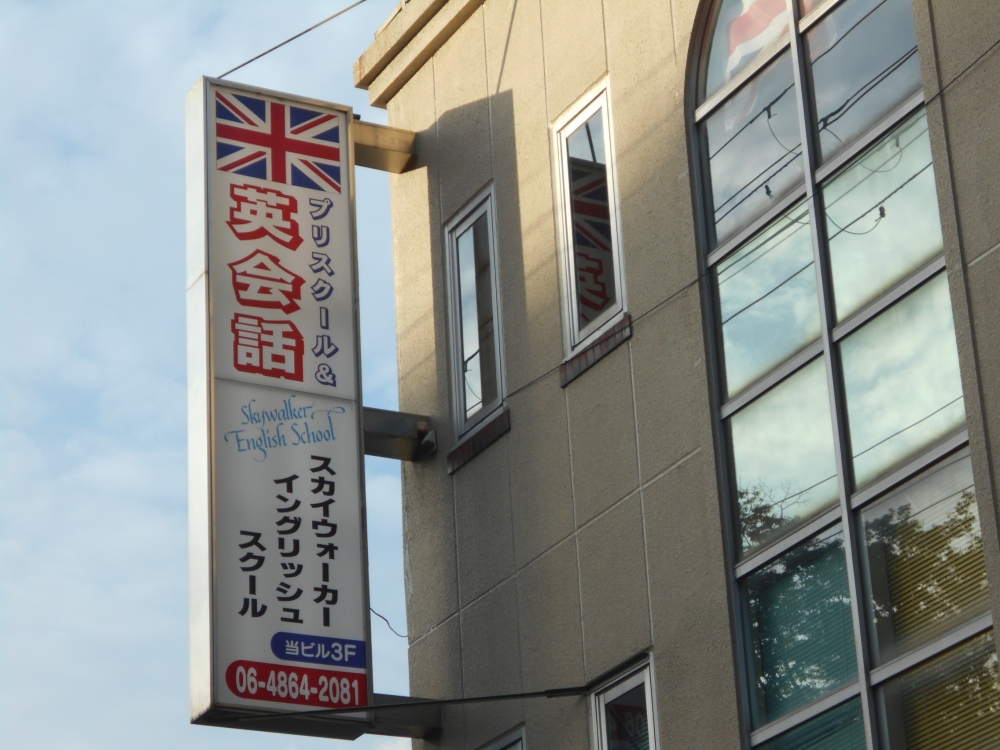 プリスクール&
英会話
Skywalker
English School
スカイウォーカー
イングリッシュ
スクール
当ビル3F
06-4864-2081
英